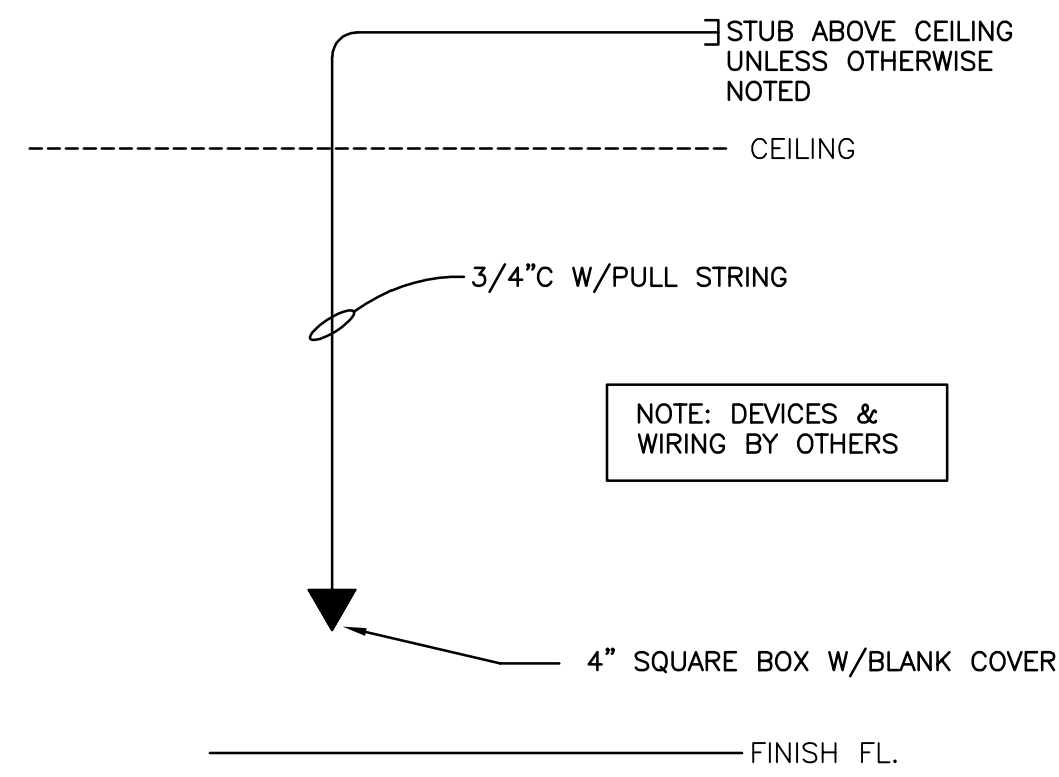 STUB ABOVE CEILING
UNLESS OTHERWISE
NOTED
CEILING
3/4”C W/PULL STRING
NOTE: DEVICES &
WIRING BY OTHERS
4” SQUARE BOX W/BLANK COVER
FINISH FL.